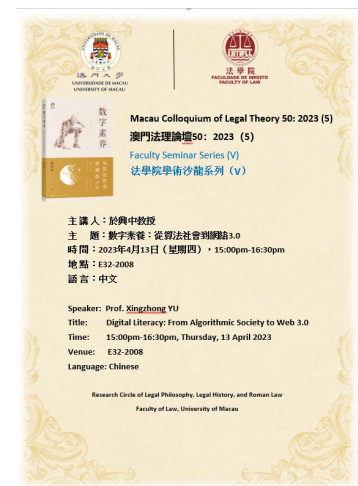 澳門大學
UNIVERSIDADE DE MACAU
UNIVERSITY OF MACAU
法學院
FACULDADE DE DIREITO
FACULTY OF LAW
數字素養
Macau Colloquium of Legal Theory 50: 2023 (5)
澳門法理論壇50：2023（5）
Faculty Seminar Series (V)
法學院學術沙龍系列（V）
主講人：於興中教授
主 題：數字素養：從算法社會到網絡3.0
時間：2023年4月13日（星期四），15:00pm-16:30pm
地點：E32-2008
語言：中文
Speaker: Prof. Xingzhong YU
Title: Digital Literacy: From Algorithmic Society to Web 3.0
Time: 15:00pm-16:30pm, Thursday, 13 April 2023
Venue: E32-2008
Language: Chinese
Research Circle of Legal Philosophy, Legal History, and Roman Law
Faculty of Law, University of Macau